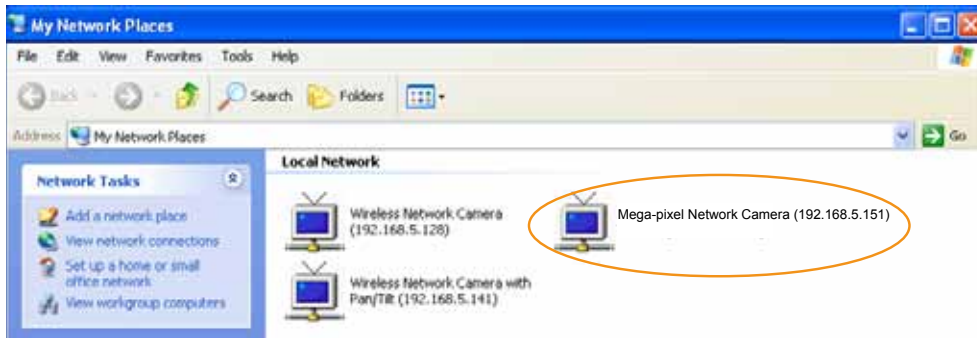 My Network Places
File Edit View Favorites Tools Help
Back Search Folders
Address My Network Places Go
Local Network
Network Tasks
Add a network place
View network connections
Set up a home or small
office network
View workgroup computers
Wireless Network Camera
(192.168.5.128)
Mega-pixel Network Camera (192.168.5.151)
Wireless Network Camera with
Pan/Tilt (192.168.5.141)